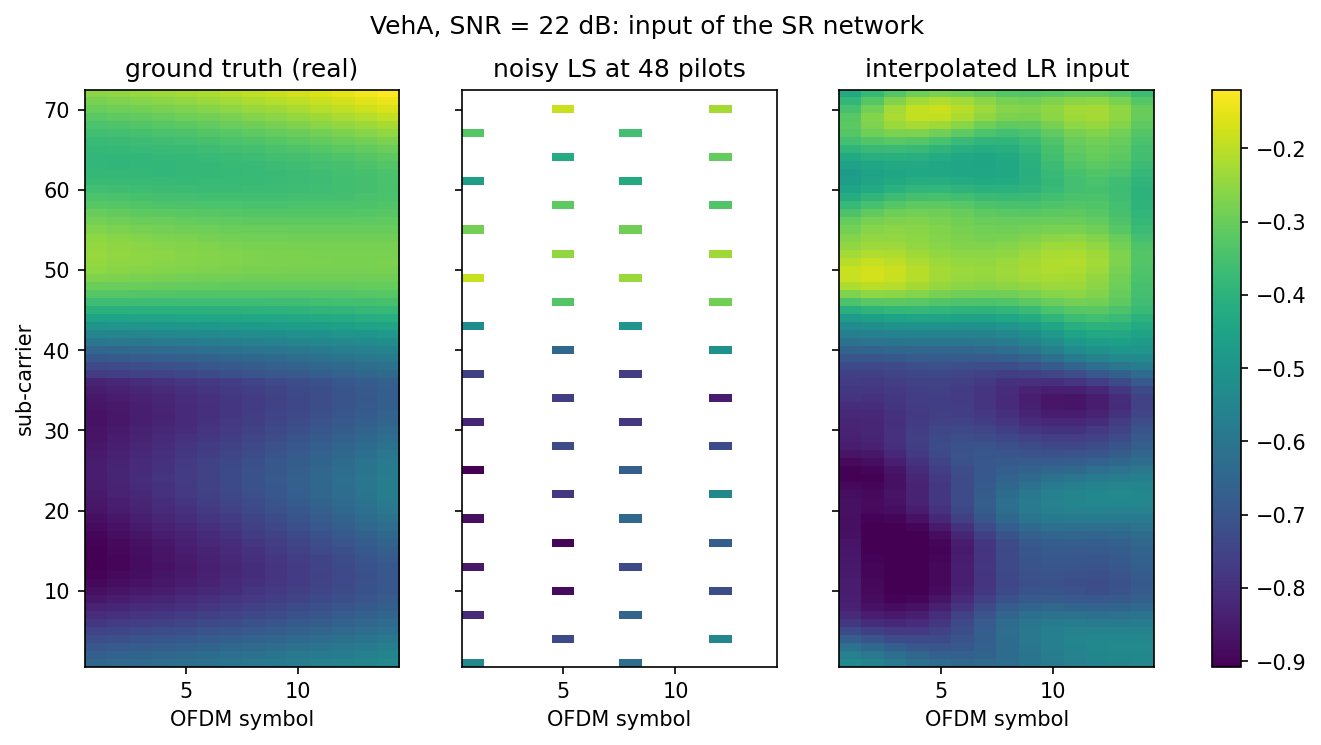 VehA, SNR = 22 dB: input of the SR network
ground truth (real)
noisy LS at 48 pilots
interpolated LR input
70
60
50
40
30
20
10
sub-carrier
5 10
5 10
5 10
OFDM symbol
OFDM symbol
OFDM symbol
−0.2
−0.3
−0.4
−0.5
−0.6
−0.7
−0.8
−0.9